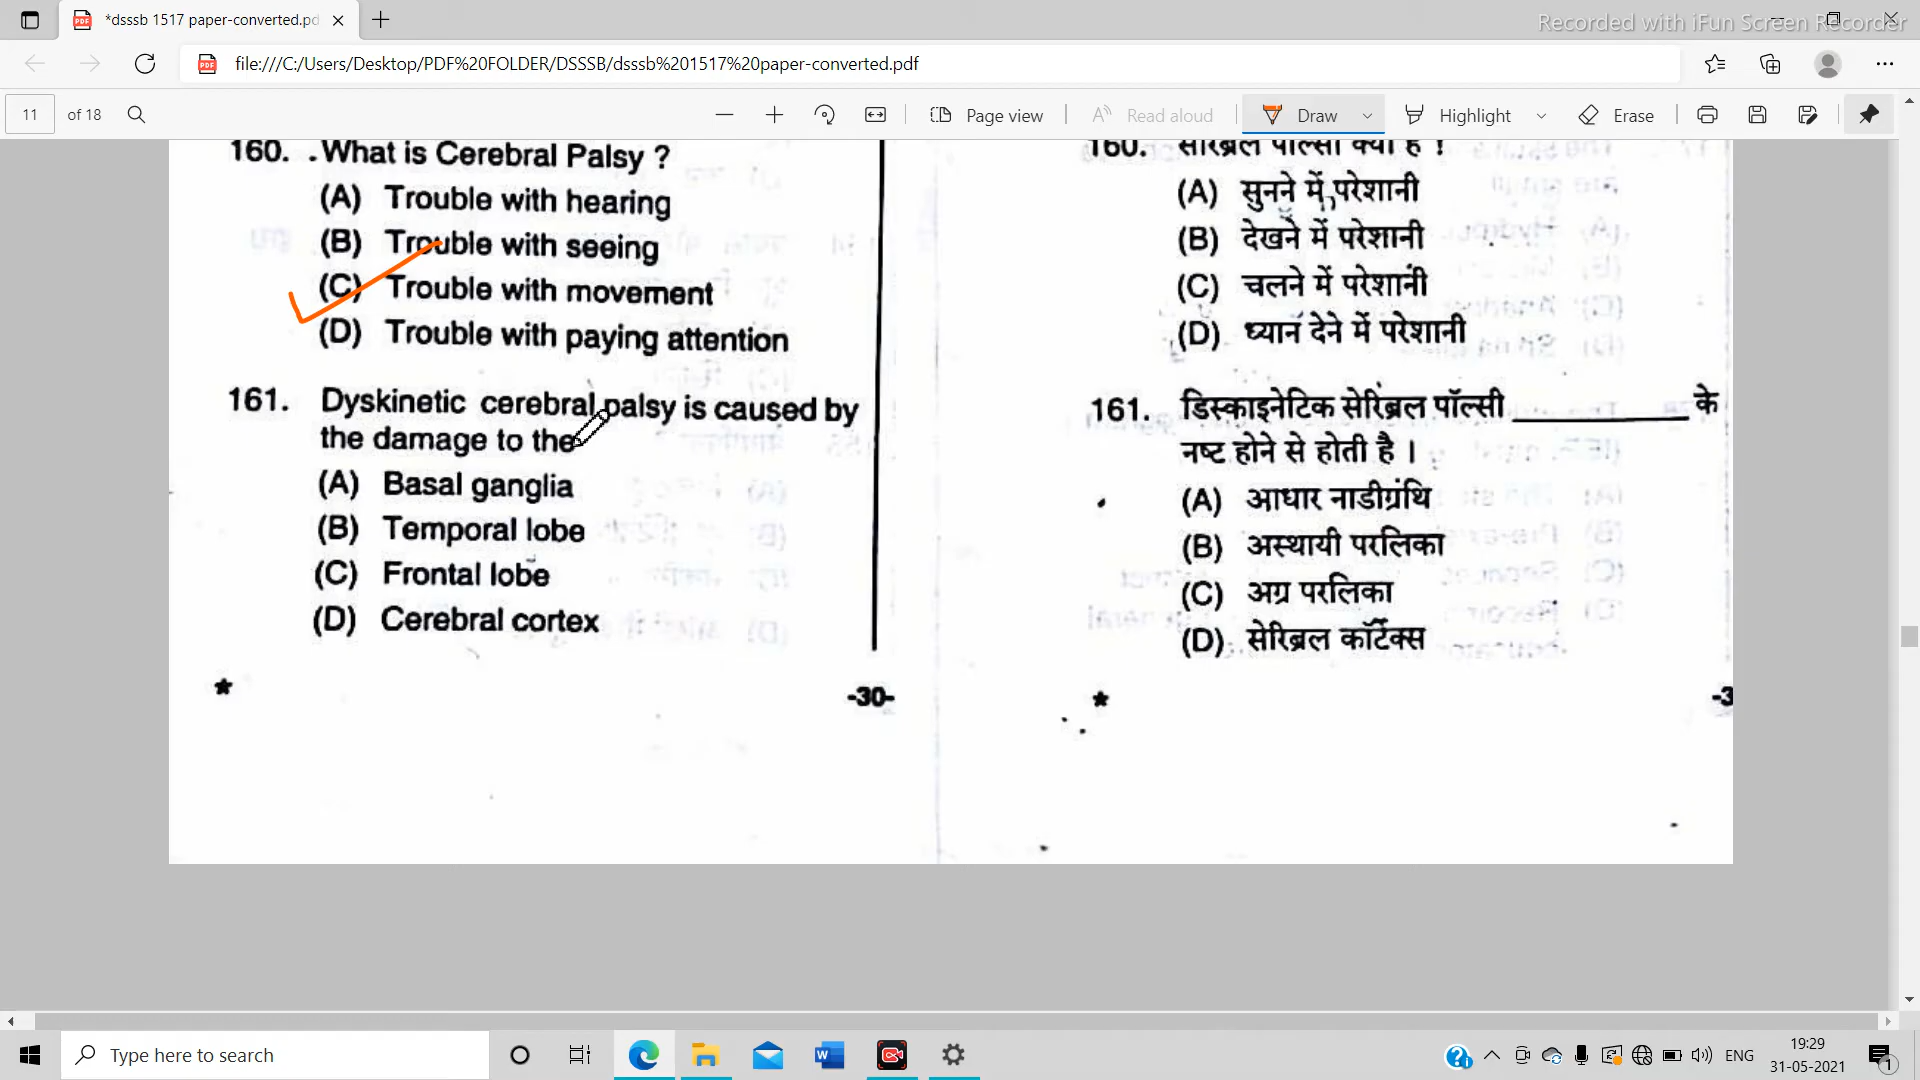 Recorded with iFun Screen Recorder
*dsssb 1517 paper-converted.pd
file:///C:/Users/Desktop/PDF%20FOLDER/DSSSB/dsssb%201517%20paper-converted.pdf
11 of 18
Page view
Read aloud
Draw
Highlight
Erase
160. What is Cerebral Palsy ?
(A) Trouble with hearing
(B) Trouble with seeing
(C) Trouble with movement
(D) Trouble with paying attention
161. Dyskinetic cerebral palsy is caused by
the damage to the
(A) Basal ganglia
(B) Temporal lobe
(C) Frontal lobe
(D) Cerebral cortex
* -30-
160. सेरिब्रल पॉल्सी क्या है ?
(A) सुनने में परेशानी
(B) देखने में परेशानी
(C) चलने में परेशानी
(D) ध्यान देने में परेशानी
161. डिस्काइनेटिक सेरिब्रल पॉल्सी ________ के
नष्ट होने से होती है ।
(A) आधार नाडीग्रंथि
(B) अस्थायी परलिका
(C) अग्र परलिका
(D) सेरिब्रल कॉर्टेक्स
* -3
Type here to search
ENG
19:29
31-05-2021
1